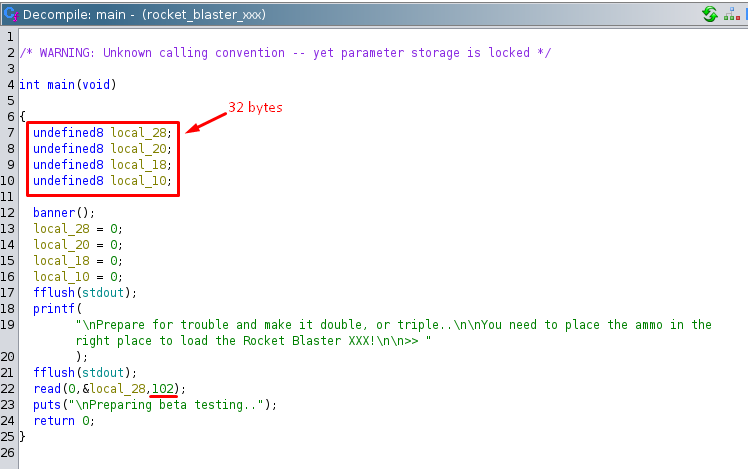 Decompile: main - (rocket_blaster_xxx)
1
2 /* WARNING: Unknown calling convention -- yet parameter storage is locked */
3
4 int main(void)
5
6 {
32 bytes
7 undefined8 local_28;
8 undefined8 local_20;
9 undefined8 local_18;
10 undefined8 local_10;
11
12 banner();
13 local_28 = 0;
14 local_20 = 0;
15 local_18 = 0;
16 local_10 = 0;
17 fflush(stdout);
18 printf(
19 "\nPrepare for trouble and make it double, or triple..\n\nYou need to place the ammo in the
right place to load the Rocket Blaster XXX!\n\n>> "
20 );
21 fflush(stdout);
22 read(0,&local_28,102);
23 puts("\nPreparing beta testing..");
24 return 0;
25 }
26